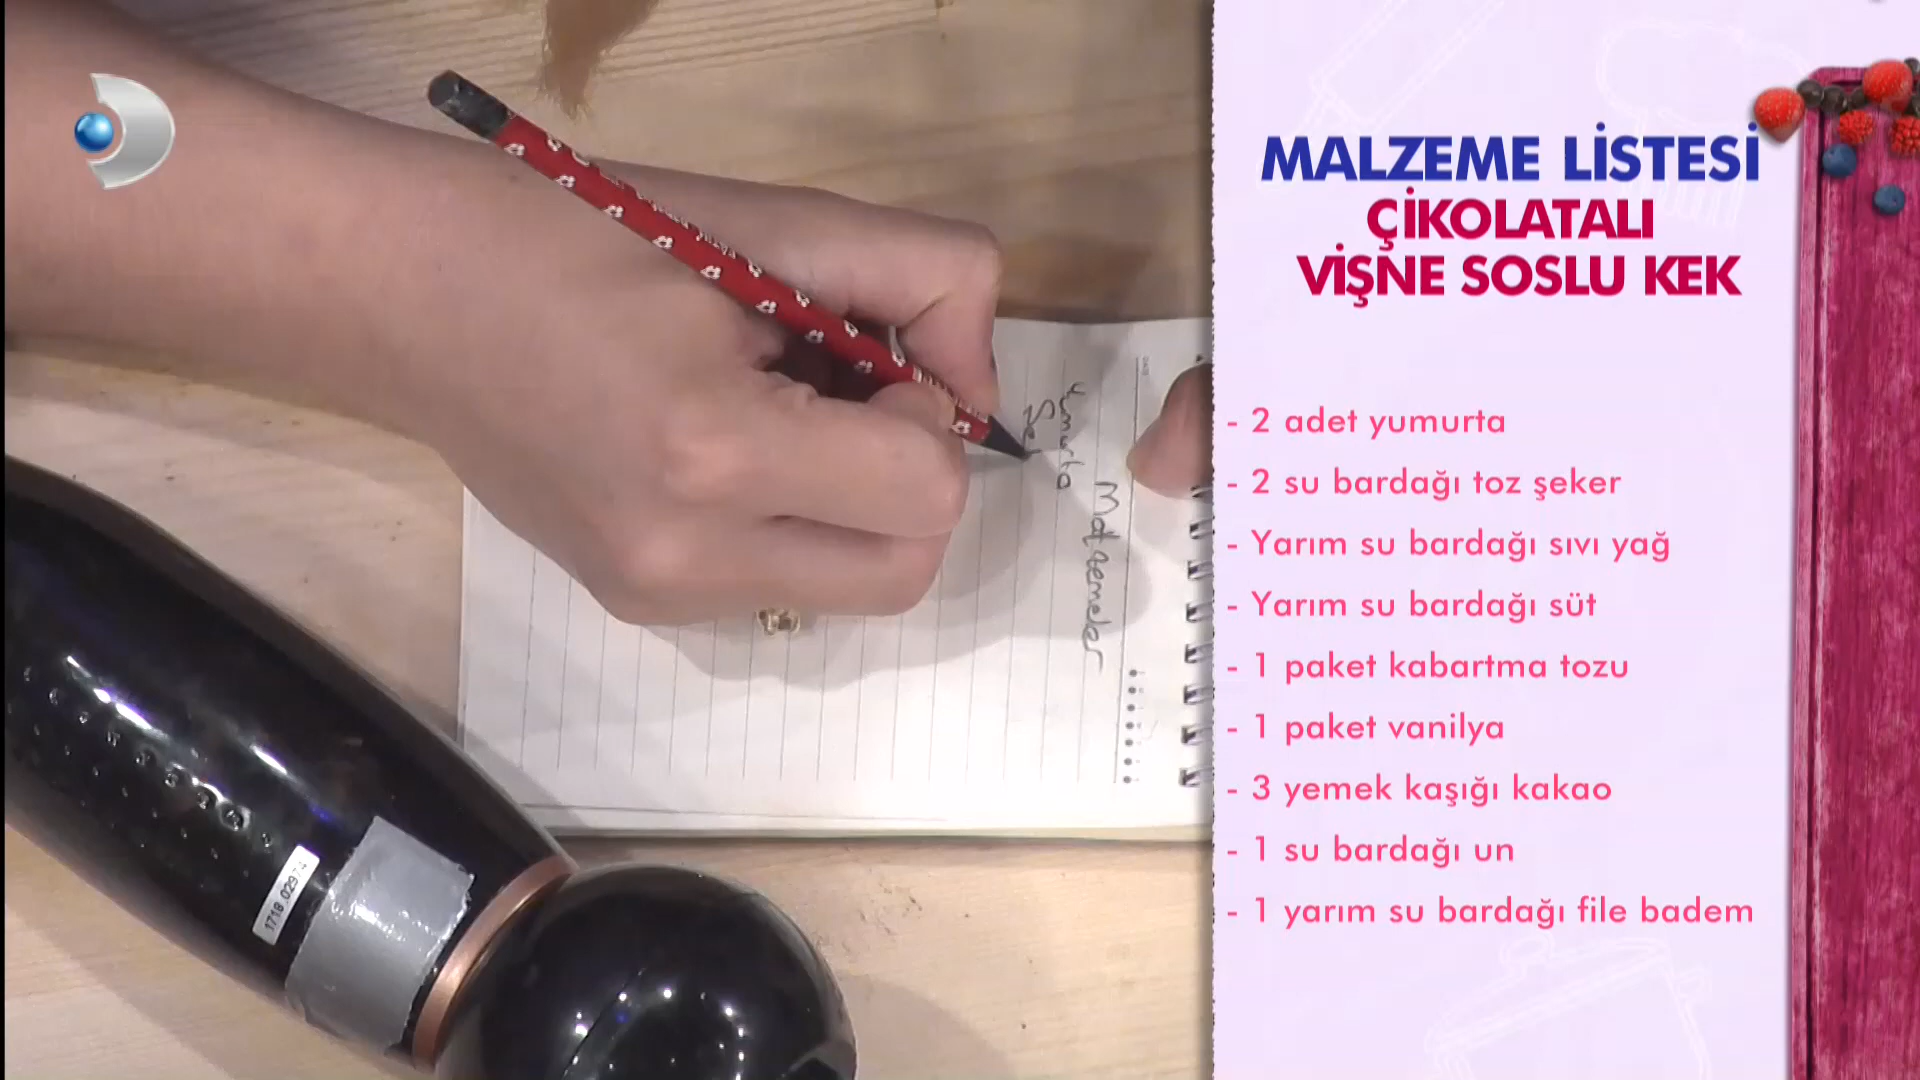 MALZEME LİSTESİ
ÇİKOLATALI
VİŞNE SOSLU KEK
- 2 adet yumurta
- 2 su bardağı toz şeker
- Yarım su bardağı sıvı yağ
- Yarım su bardağı süt
- 1 paket kabartma tozu
- 1 paket vanilya
- 3 yemek kaşığı kakao
- 1 su bardağı un
- 1 yarım su bardağı file badem
Malzemeler
yumurta
Şe